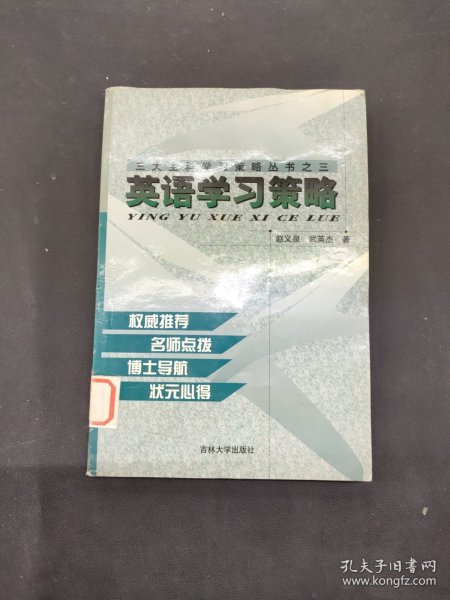 三大主科学习策略丛书之三
英语学习策略
YING YU XUE XI CE LUE
赵义泉 武英杰 著
权威推荐
名师点拨
博士导航
状元心得
吉林大学出版社
孔夫子旧书网
www.kongfz.com